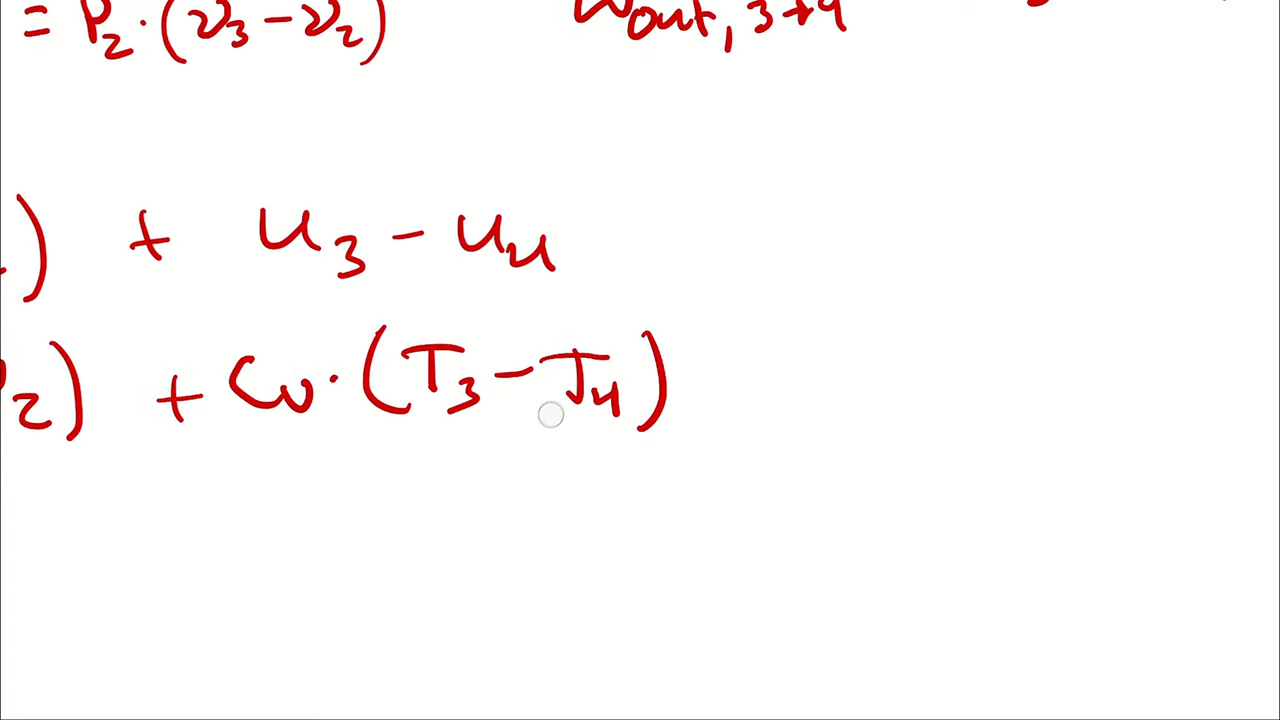 = P₂·(v₃-v₂) Wout, 3→4
) + u₃ - u₄
2) + Cv·(T₃-T₄)